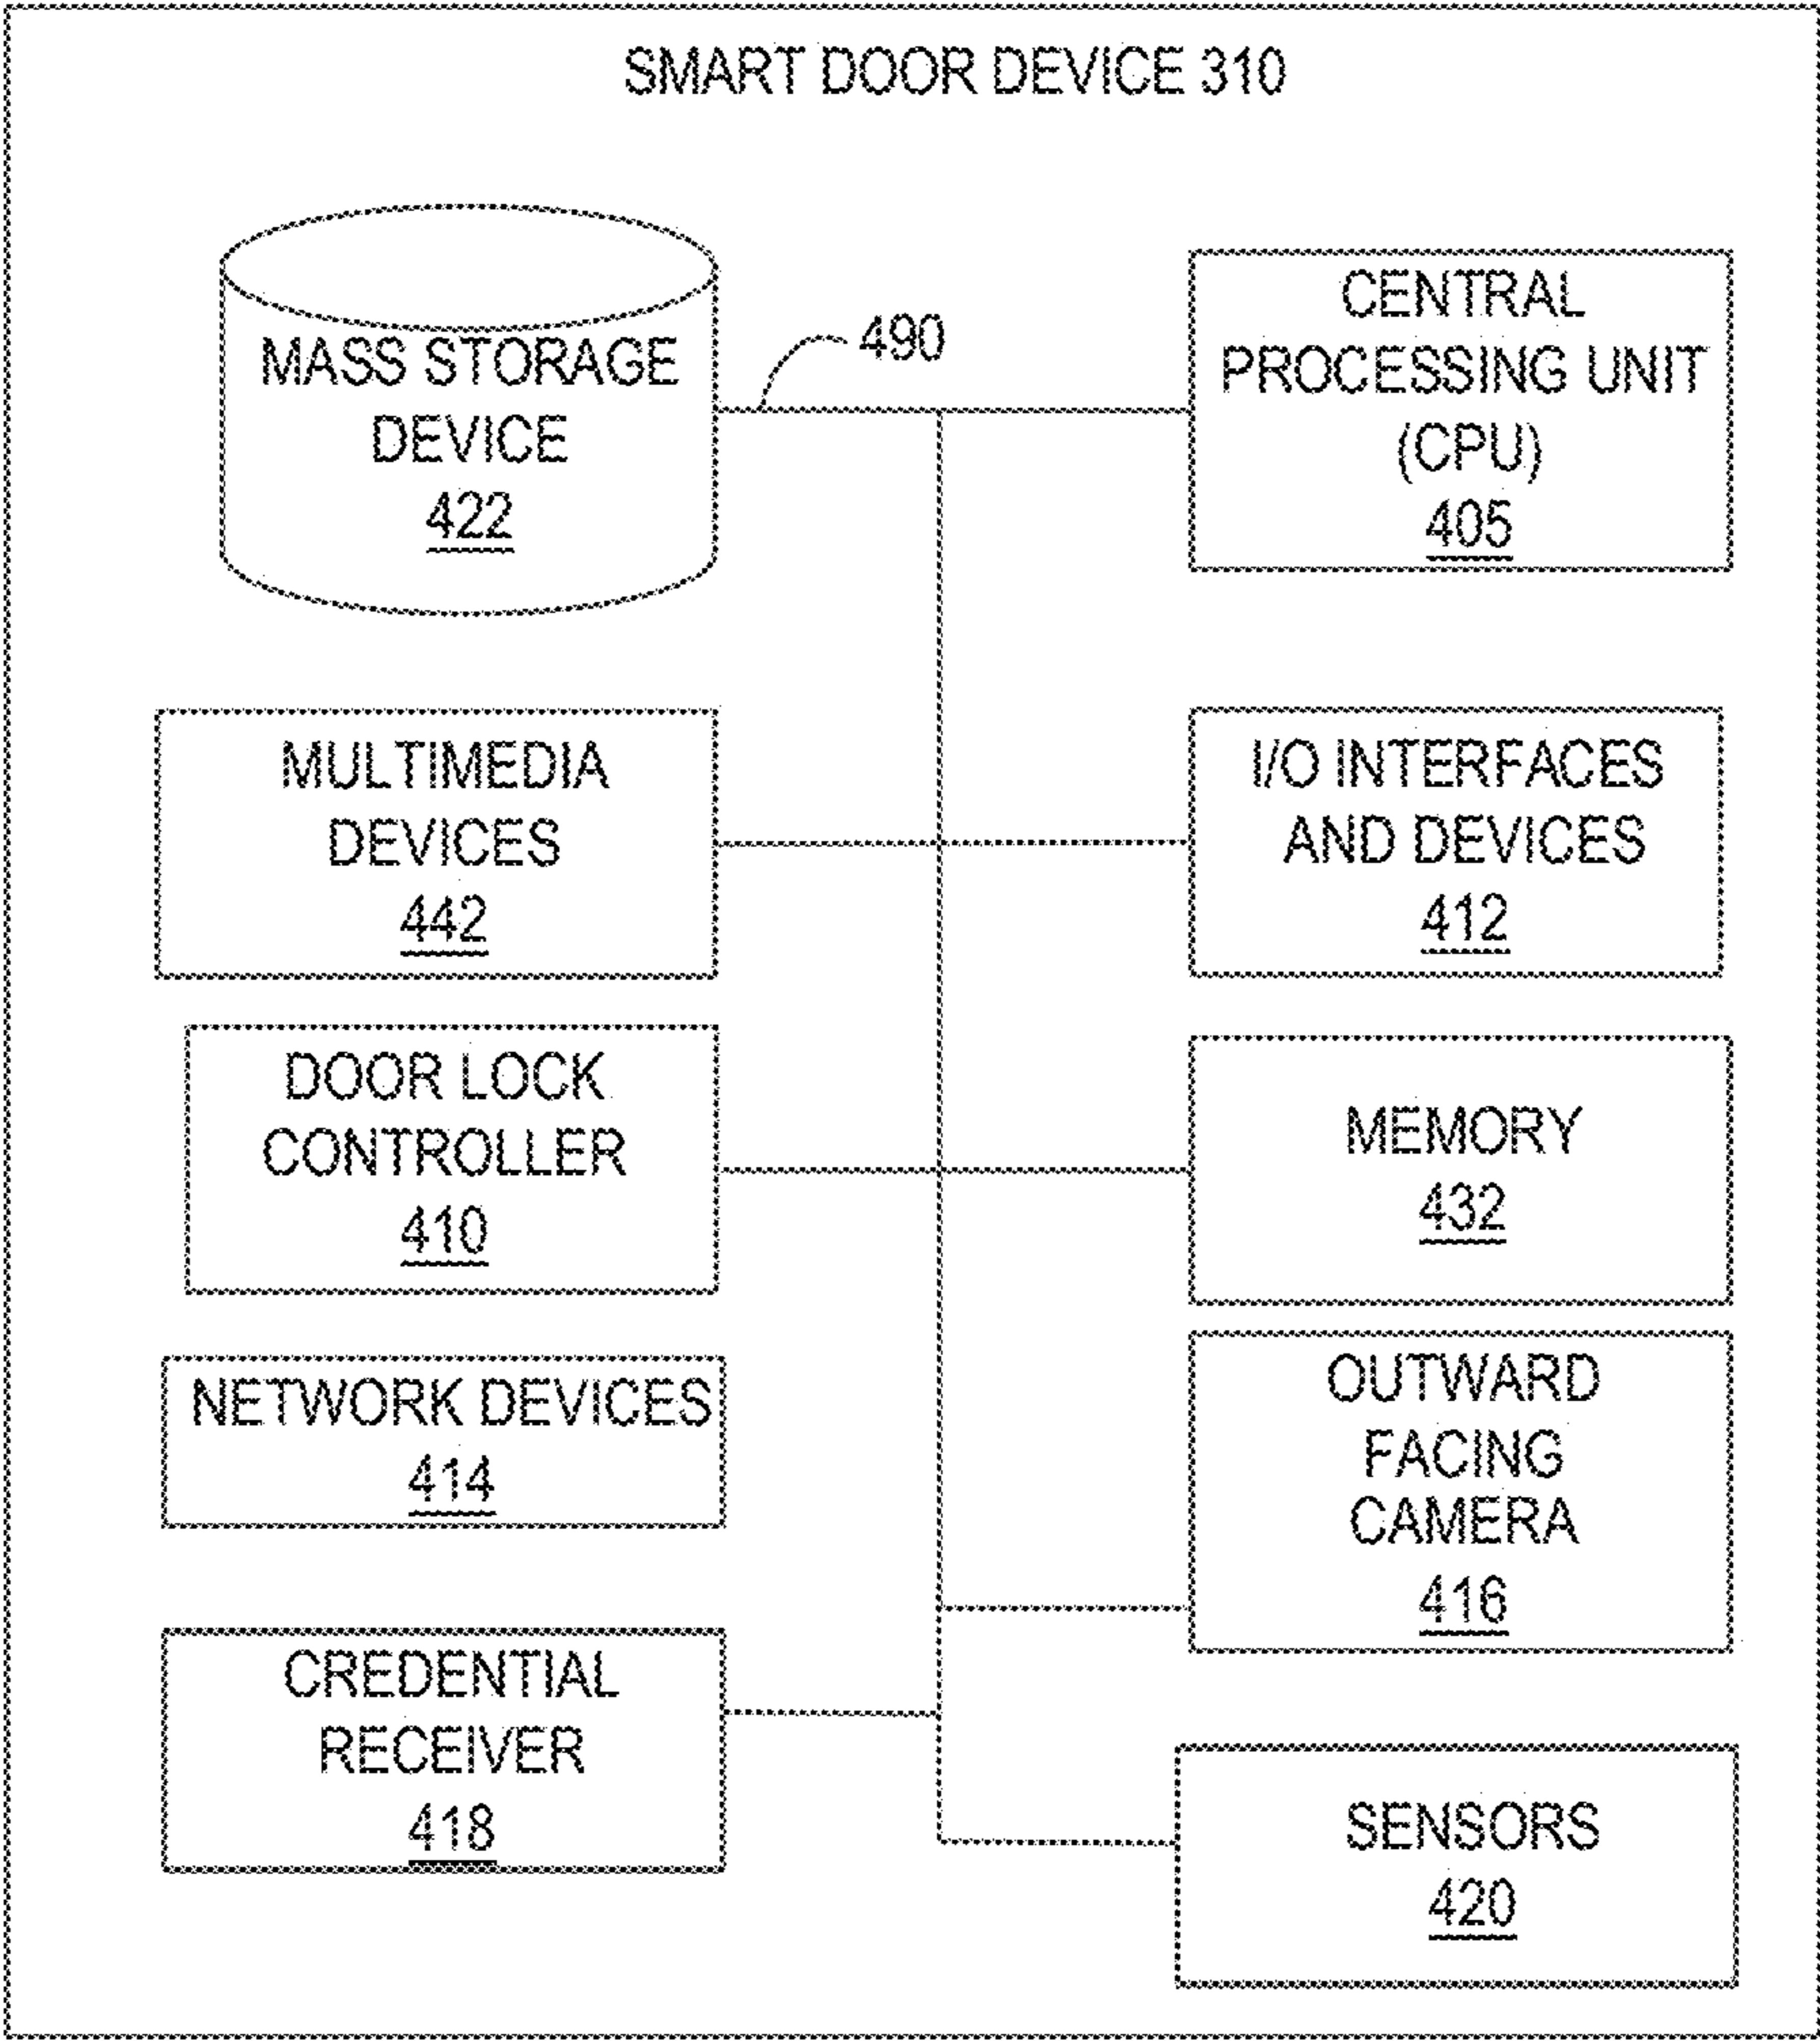 SMART DOOR DEVICE 310
MASS STORAGE
DEVICE
422
490
CENTRAL
PROCESSING UNIT
(CPU)
405
MULTIMEDIA
DEVICES
442
I/O INTERFACES
AND DEVICES
412
DOOR LOCK
CONTROLLER
410
MEMORY
432
NETWORK DEVICES
414
OUTWARD
FACING
CAMERA
416
CREDENTIAL
RECEIVER
418
SENSORS
420